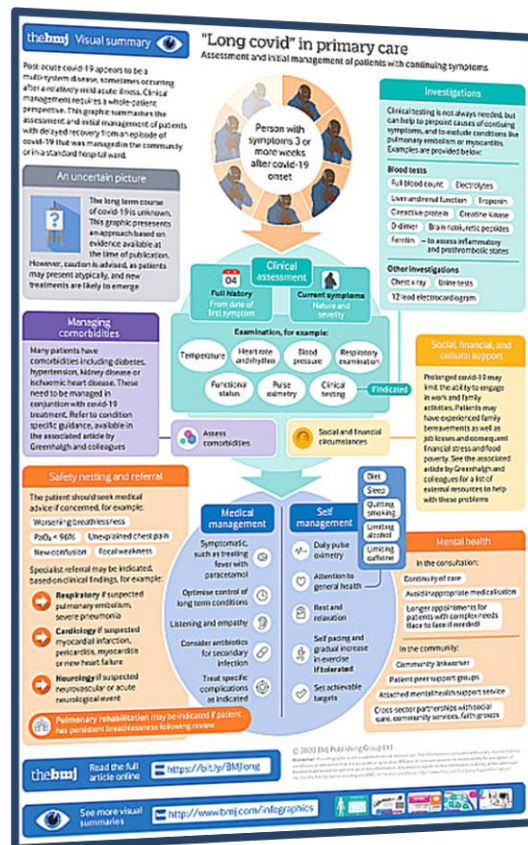 thebmj Visual summary
"Long covid" in primary care
Assessment and initial management of patients with continuing symptoms
Post-acute covid-19 appears to be a
multi-system disease, sometimes occurring
after a relatively mild acute illness. Clinical
management requires a whole-patient
perspective. This graphic summarises the
assessment and initial management of patients
with delayed recovery from an episode of
covid-19 that was managed in the community
or in a standard hospital ward.
An uncertain picture
The long term course
of covid-19 is unknown.
This graphic presents
an approach based on
evidence available at
the time of publication.
However, caution is advised, as patients
may present atypically, and new
treatments are likely to emerge
Person with
symptoms 3 or
more weeks
after covid-19
onset
Investigations
Clinical testing is not always needed, but
can help to pinpoint causes of continuing
symptoms, and to exclude conditions like
pulmonary embolism or myocarditis.
Examples are provided below:
Blood tests
Full blood count Electrolytes
Liver and renal function Troponin
C reactive protein Creatine kinase
D-dimer Brain natriuretic peptides
Ferritin – to assess inflammatory
and prothrombotic states
Other investigations
Chest x ray Urine tests
12 lead electrocardiogram
Clinical
assessment
04
Full history
From date of
first symptom
Current symptoms
Nature and
severity
Examination, for example:
Temperature
Heart rate
and rhythm
Blood
pressure
Respiratory
examination
Functional
status
Pulse
oximetry
Clinical
testing
If indicated
Managing
comorbidities
Many patients have
comorbidities including diabetes,
hypertension, kidney disease or
ischaemic heart disease. These
need to be managed in
conjuntion with covid-19
treatment. Refer to condition
specific guidance, available in
the associated article by
Greenhalgh and colleagues
Assess
comorbidities
Social and financial
circumstances
Social, financial, and
cultural support
Prolonged covid-19 may
limit the ability to engage
in work and family
activities. Patients may
have experienced family
bereavements as well as
job losses and consequent
financial stress and food
poverty. See the associated
article by Greenhalgh and
colleagues for a list of
external resources to help
with these problems
Safety netting and referral
The patient should seek medical
advice if concerned, for example:
Worsening breathlessness
PaO₂ < 96% Unexplained chest pain
New confusion Focal weakness
Specialist referral may be indicated,
based on clinical findings, for example:
Respiratory if suspected
pulmonary embolism,
severe pneumonia
Cardiology if suspected
myocardial infarction,
pericarditis, myocarditis
or new heart failure
Neurology if suspected
neurovascular or acute
neurological event
Pulmonary rehabilitation may be indicated if patient
has persistent breathlessness following review
Medical
management
Symptomatic,
such as treating
fever with
paracetamol
Optimise control of
long term conditions
Listening and empathy
Consider antibiotics
for secondary
infection
Treat specific
complications
as indicated
Self
management
Daily pulse
oximetry
Attention to
general health
Rest and
relaxation
Self pacing and
gradual increase
in exercise
if tolerated
Set achievable
targets
Diet
Sleep
Quitting
smoking
Limiting
alcohol
Limiting
caffeine
Mental health
In the consultation:
Continuity of care
Avoid inappropriate medicalisation
Longer appointments for
patients with complex needs
(face to face if needed)
In the community:
Community linkworker
Patient peer support groups
Attached mental health support service
Cross-sector partnerships with social
care, community services, faith groups
thebmj
Read the full
article online
https://bit.ly/BMJlong
© 2020 BMJ Publishing Group Ltd
See more visual
summaries
http://www.bmj.com/infographics